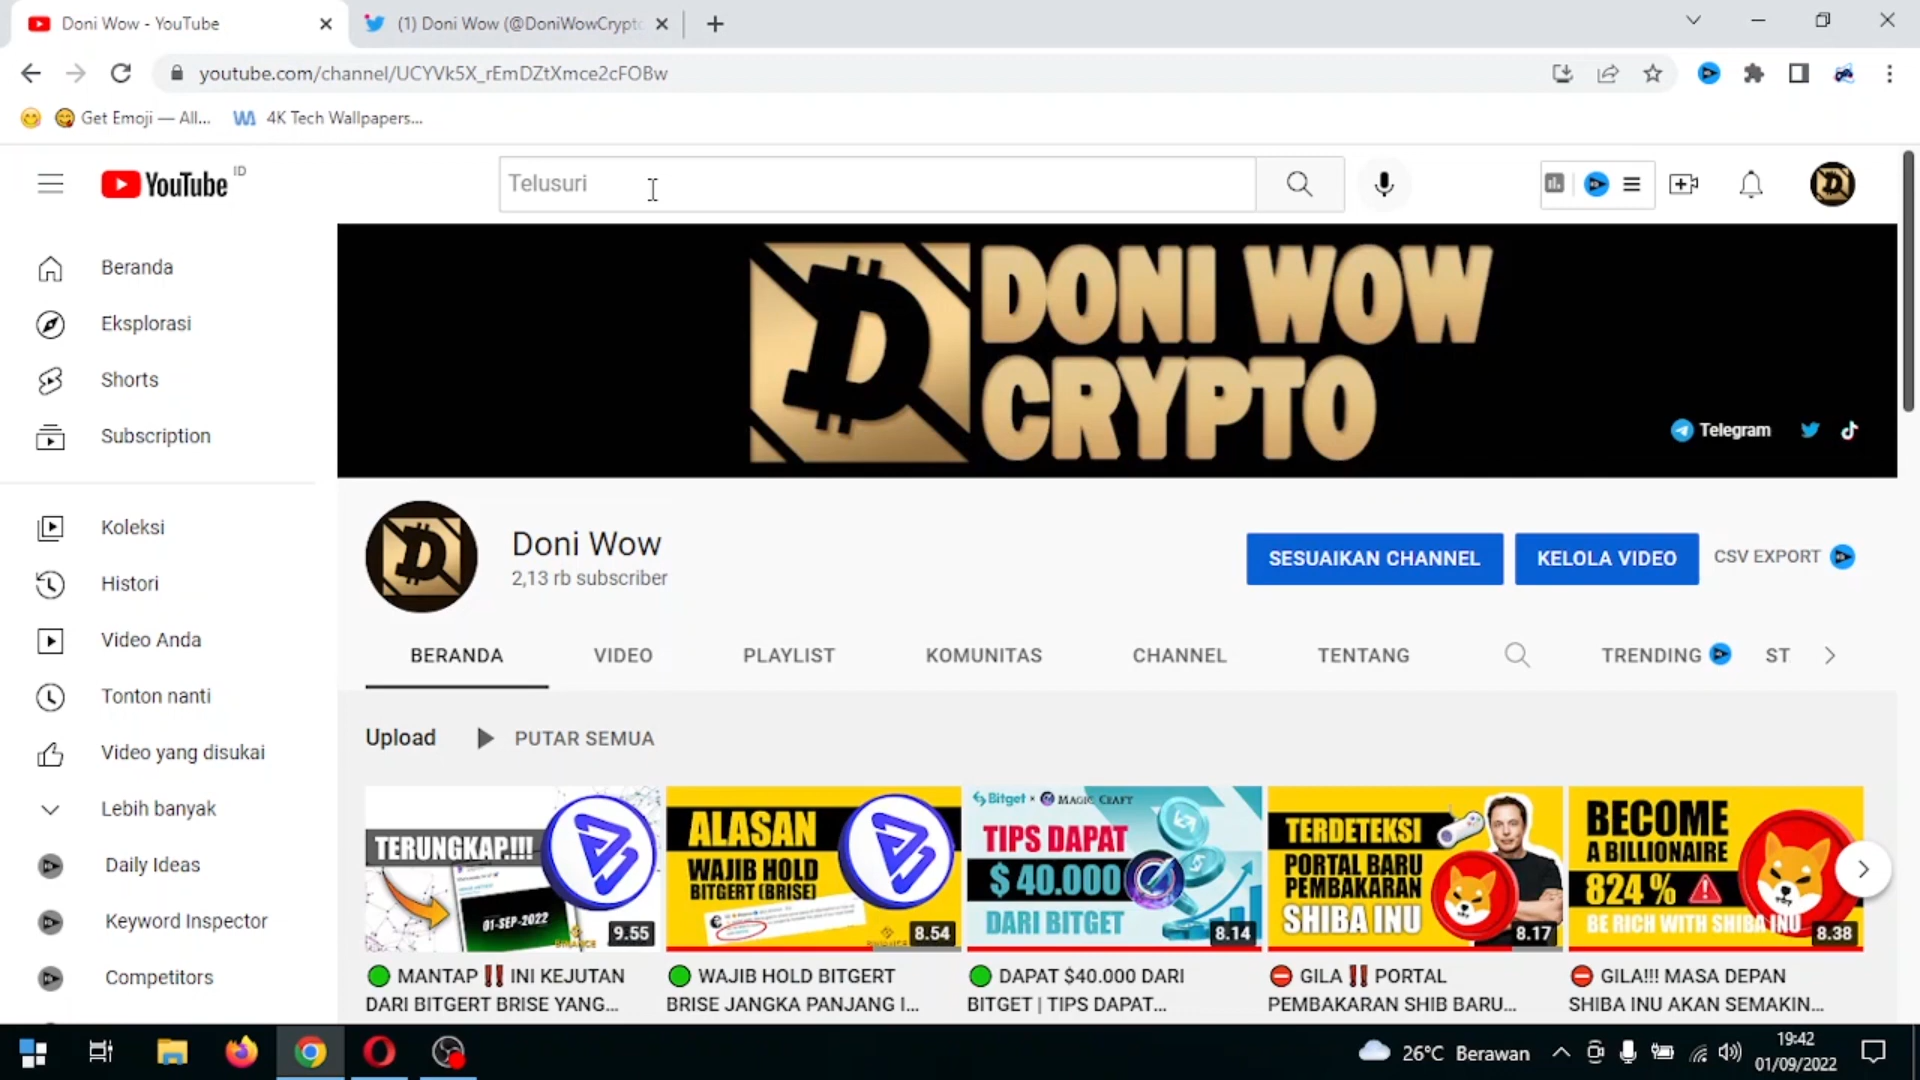 Doni Wow - YouTube
(1) Doni Wow (@DoniWowCrypto
youtube.com/channel/UCYVk5X_rEmDZtXmce2cFOBw
Get Emoji — All...
4K Tech Wallpapers...
YouTube ID
Telusuri
Beranda
Eksplorasi
Shorts
Subscription
Koleksi
Histori
Video Anda
Tonton nanti
Video yang disukai
Lebih banyak
Daily Ideas
Keyword Inspector
Competitors
DONI WOW
CRYPTO
Telegram
Doni Wow
2,13 rb subscriber
SESUAIKAN CHANNEL
KELOLA VIDEO
CSV EXPORT
BERANDA
VIDEO
PLAYLIST
KOMUNITAS
CHANNEL
TENTANG
TRENDING
ST
Upload
PUTAR SEMUA
TERUNGKAP.!!!
01-SEP-2022
BINANCE
9.55
ALASAN
WAJIB HOLD
BITGERT (BRISE)
BINANCE
8.54
Bitget × MAGIC CRAFT
TIPS DAPAT
$ 40.000
DARI BITGET
8.14
TERDETEKSI
PORTAL BARU
PEMBAKARAN
SHIBA INU
8.17
BECOME
A BILLIONAIRE
824 %
BE RICH WITH SHIBA INU
8.38
🟢 MANTAP ‼️ INI KEJUTAN
DARI BITGERT BRISE YANG...
🟢 WAJIB HOLD BITGERT
BRISE JANGKA PANJANG I...
🟢 DAPAT $40.000 DARI
BITGET | TIPS DAPAT...
⛔ GILA ‼️ PORTAL
PEMBAKARAN SHIB BARU...
⛔ GILA!!! MASA DEPAN
SHIBA INU AKAN SEMAKIN...
26°C Berawan
19:42
01/09/2022